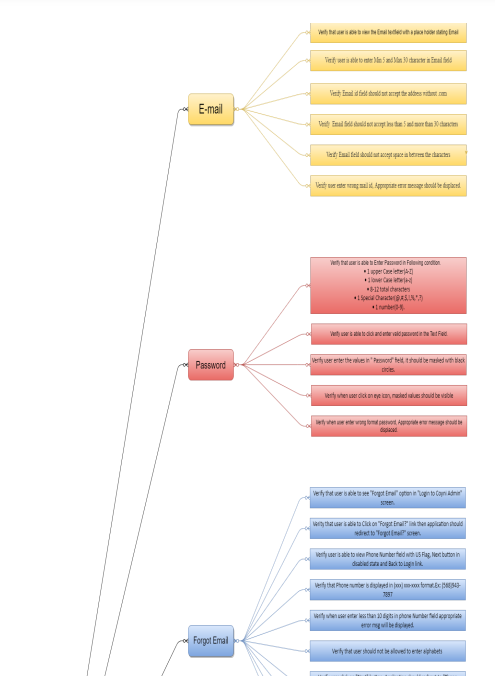 Verify that user is able to view the Email textfield with a place holder stating Email
Verify user is able to enter Min 5 and Max 30 character in Email field
Verify Email id field should not accept the address without .com
E-mail
Verify Email field should not accept less than 5 and more than 30 characters
Verify Email field should not accept space in between the characters
Verify user enter wrong mail id, Appropriate error message should be displaced.
Verify that user is able to Enter Password in Following condition.
• 1 upper Case letter(A-Z)
• 1 lower Case letter(a-z)
• 8-12 total characters
• 1 Special Character(@,#,$,!,%,*,?)
• 1 number(0-9).
Verify user is able to click and enter valid password in the Text Field.
Password
Verify user enter the values in " Password" field, it should be masked with black
circles.
Verify when user click on eye icon, masked values should be visible
Verify when user enter wrong format password, Appropriate error message should be
displaced.
Verify that user is able to see "Forgot Email" option in "Login to Coyni Admin"
screen.
Verify that user is able to Click on "Forgot Email?" link then application should
redirect to "Forgot Email?" screen.
Verify user is able to view Phone Number field with US Flag, Next button in
disabled state and Back to Login link.
Verify that Phone number is displayed in (xxx) xxx-xxxx format.Ex: (568)943-
7897
Verify when user enter less than 10 digits in phone Number field appropriate
error msg will be displayed.
Forgot Email
Verify that user should not be allowed to enter alphabets